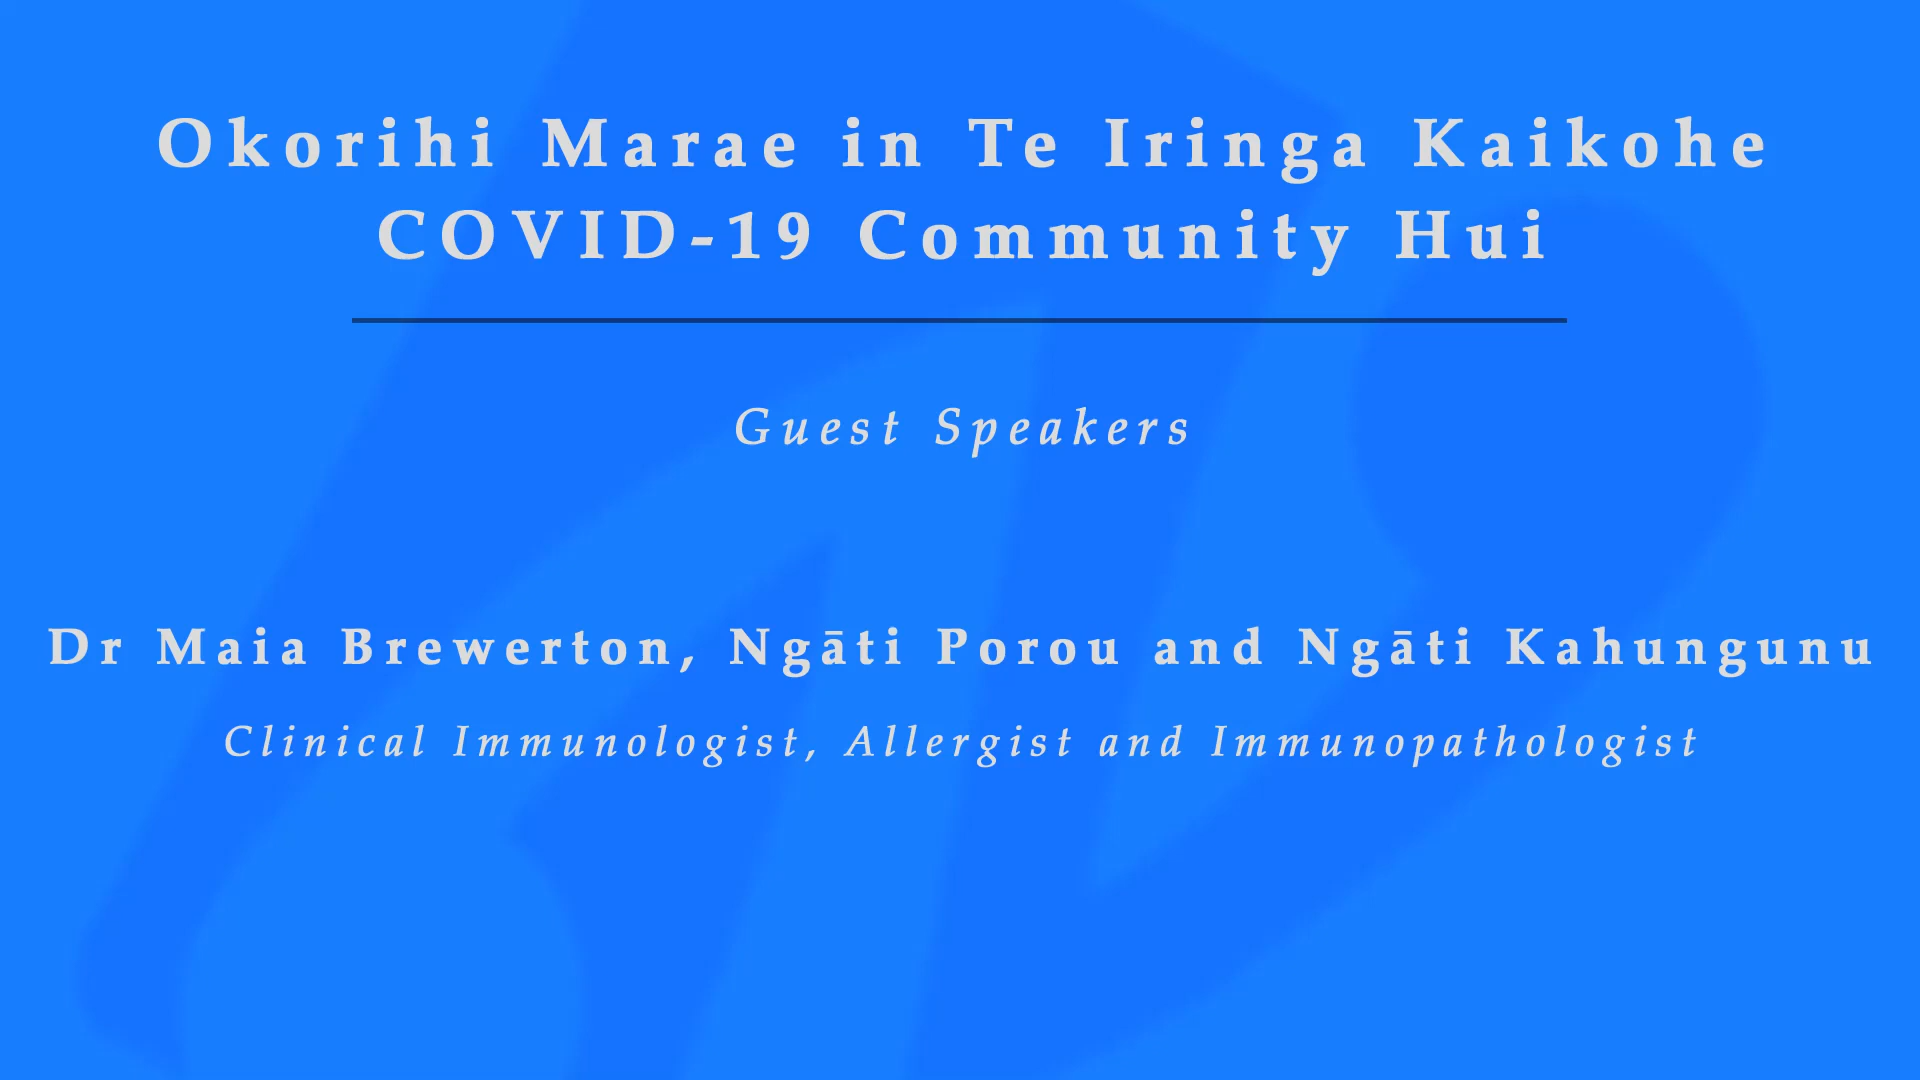 Okorihi Marae in Te Iringa Kaikohe
COVID-19 Community Hui
Guest Speakers
Dr Maia Brewerton, Ngāti Porou and Ngāti Kahungunu
Clinical Immunologist, Allergist and Immunopathologist